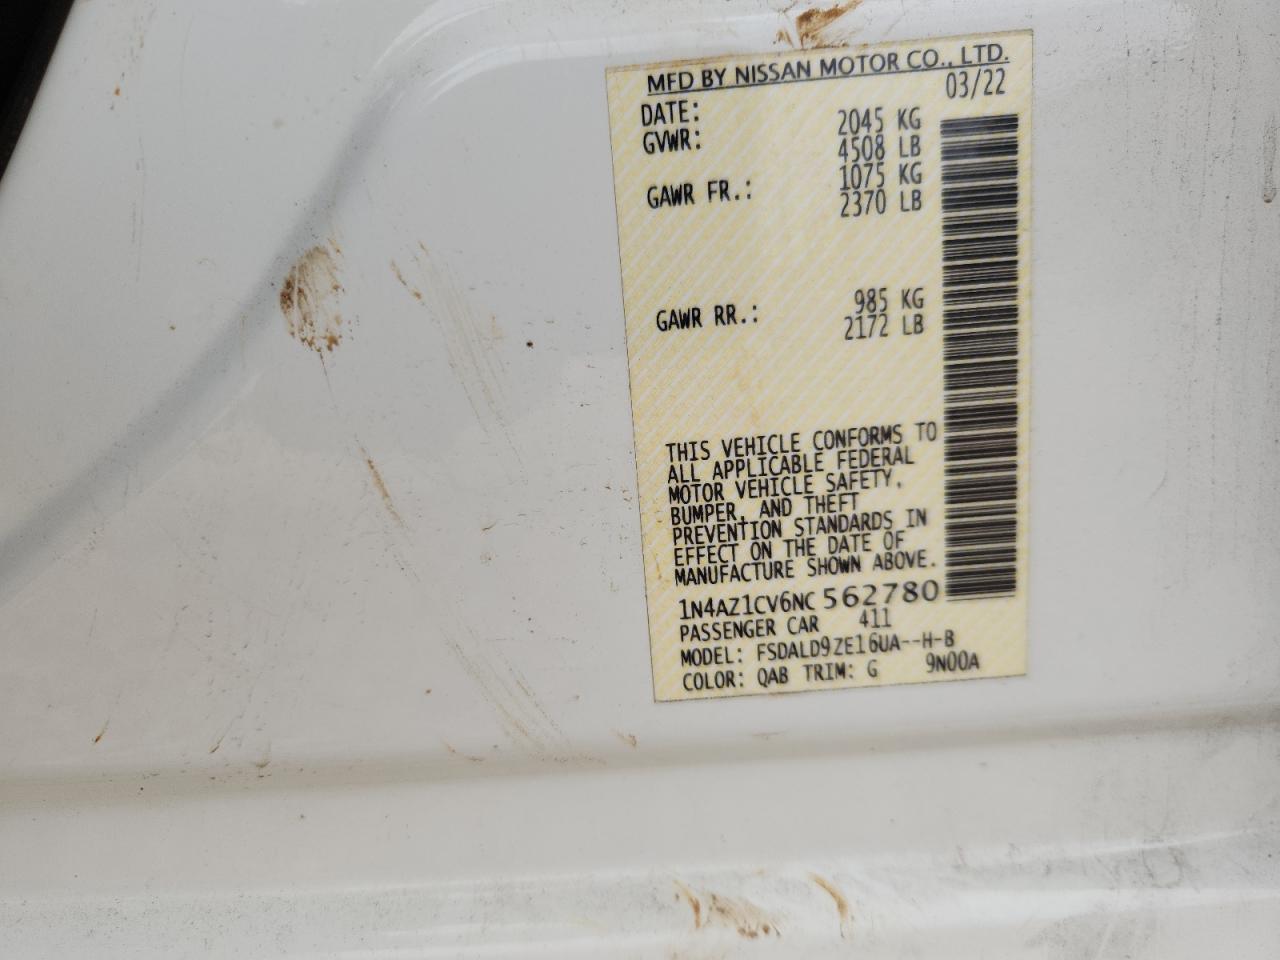 MFD BY NISSAN MOTOR CO., LTD.
DATE: 03/22
GVWR: 2045 KG
4508 LB
GAWR FR.: 1075 KG
2370 LB
GAWR RR.: 985 KG
2172 LB
THIS VEHICLE CONFORMS TO
ALL APPLICABLE FEDERAL
MOTOR VEHICLE SAFETY,
BUMPER, AND THEFT
PREVENTION STANDARDS IN
EFFECT ON THE DATE OF
MANUFACTURE SHOWN ABOVE.
1N4AZ1CV6NC562780
PASSENGER CAR 411
MODEL: FSDALD9ZE16UA--H-B
COLOR: QAB TRIM: G 9N00A